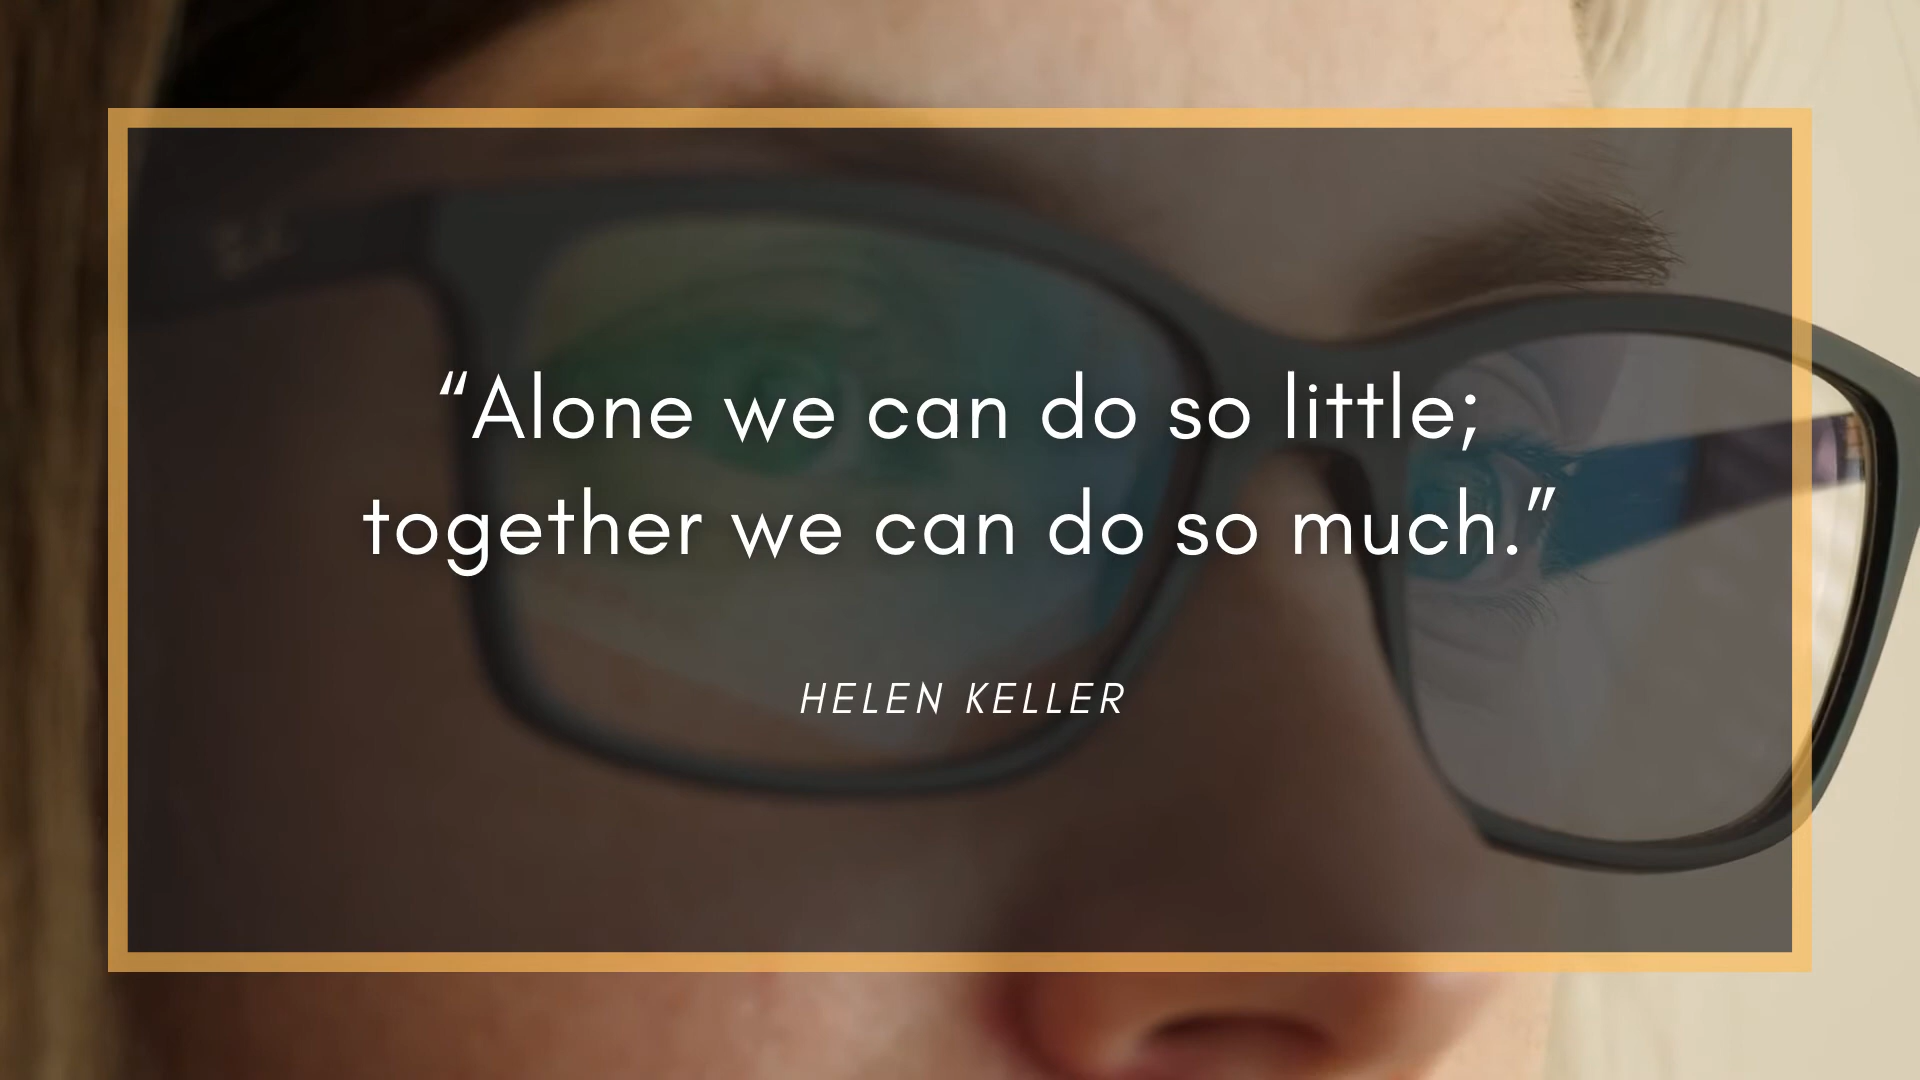 “Alone we can do so little;
together we can do so much.”
HELEN KELLER